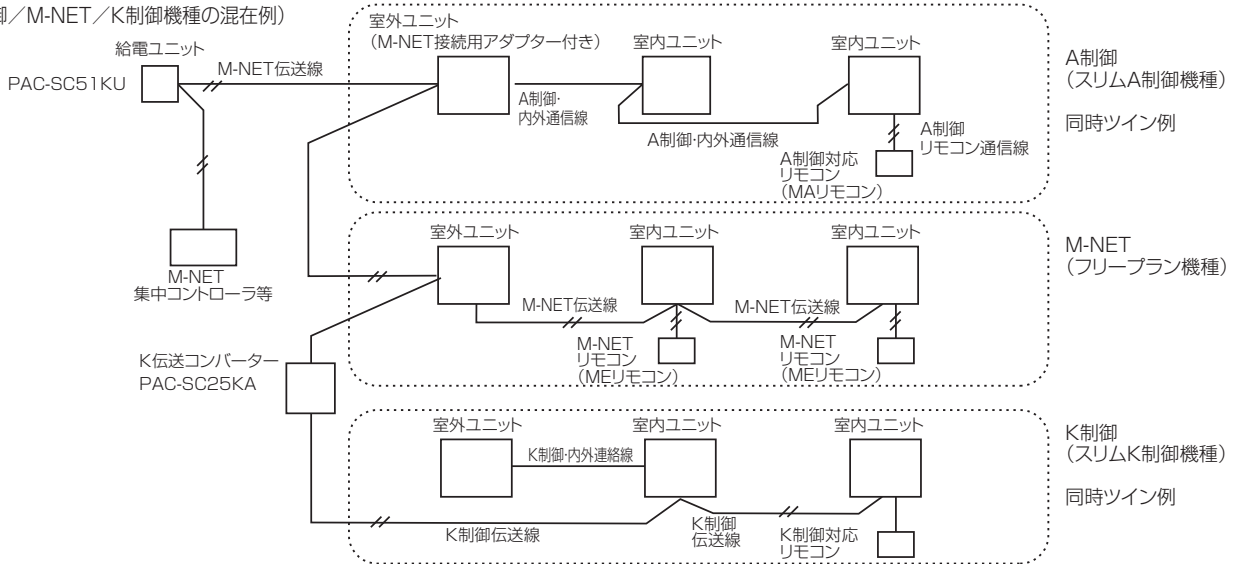 御／M-NET／K制御機種の混在例）
給電ユニット
PAC-SC51KU
M-NET伝送線
M-NET
集中コントローラ等
室外ユニット
（M-NET接続用アダプター付き）
室内ユニット
室内ユニット
A制御・
内外通信線
A制御・内外通信線
A制御
リモコン通信線
A制御対応
リモコン
（MAリモコン）
A制御
（スリムA制御機種）
同時ツイン例
室外ユニット
室内ユニット
室内ユニット
M-NET伝送線
M-NET伝送線
M-NET
リモコン
（MEリモコン）
M-NET
リモコン
（MEリモコン）
M-NET
（フリープラン機種）
K伝送コンバーター
PAC-SC25KA
室外ユニット
室内ユニット
室内ユニット
K制御・内外連絡線
K制御伝送線
K制御
伝送線
K制御対応
リモコン
K制御
（スリムK制御機種）
同時ツイン例